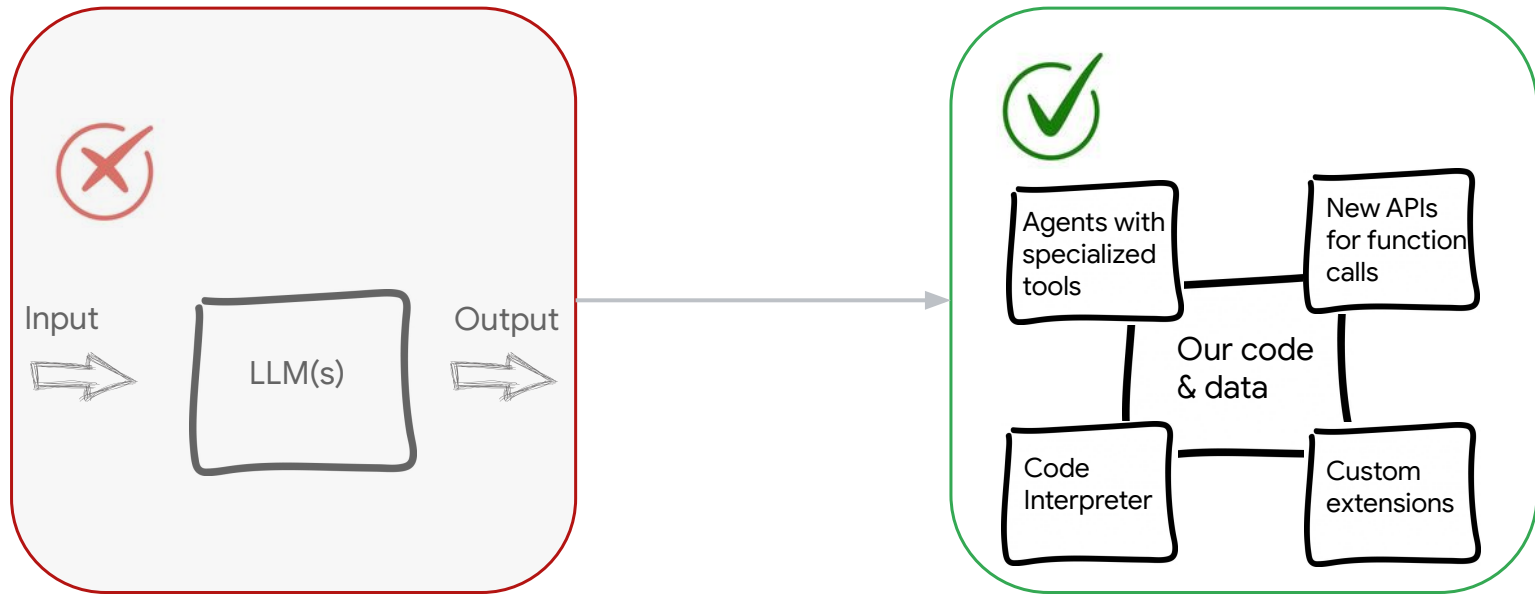 Input
LLM(s)
Output
Agents with
specialized
tools
New APIs
for function
calls
Our code
& data
Code
Interpreter
Custom
extensions